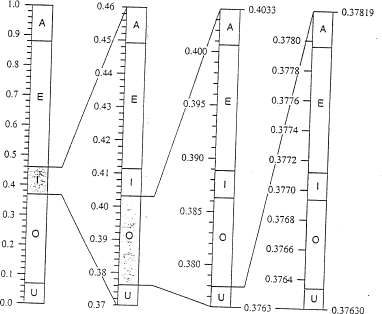 1.0
0.9
0.8
0.7
0.6
0.5
0.4
0.3
0.2
0.1
0.0
A
E
I
O
U
0.46
0.45
0.44
0.43
0.42
0.41
0.40
0.39
0.38
0.37
A
E
I
O
U
0.4033
0.400
0.395
0.390
0.385
0.380
0.3763
A
E
I
O
U
0.37819
0.3780
0.3778
0.3776
0.3774
0.3772
0.3770
0.3768
0.3766
0.3764
0.37630
A
E
I
O
U